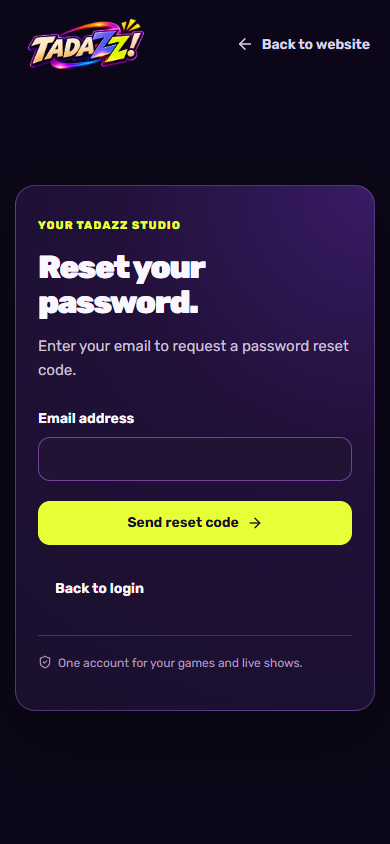 TADAZZ!
Back to website
YOUR TADAZZ STUDIO
Reset your
password.
Enter your email to request a password reset
code.
Email address
Send reset code
Back to login
One account for your games and live shows.